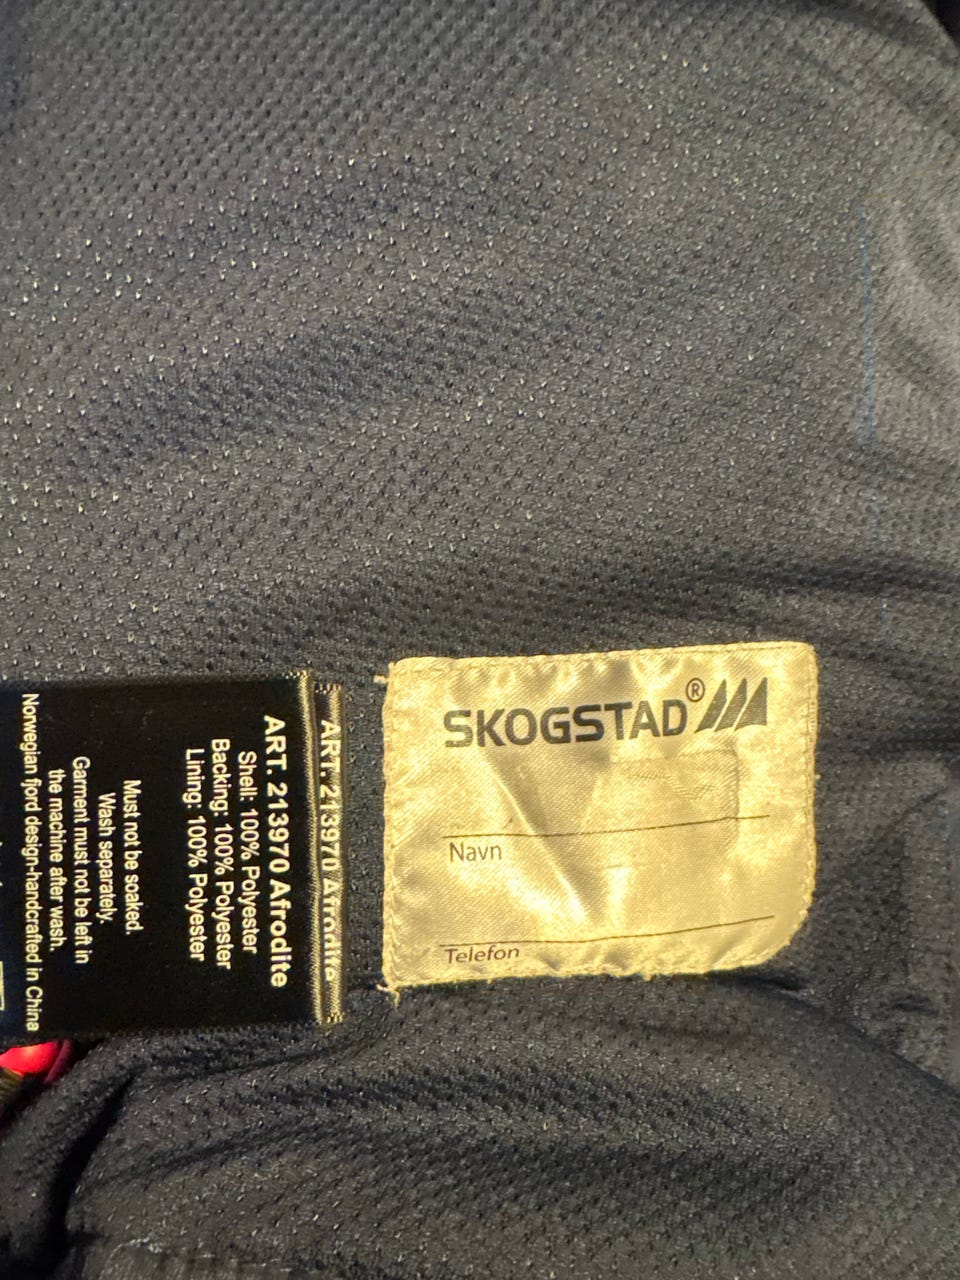 SKOGSTAD®
Navn
Telefon
ART. 213970 Afrodite
ART. 213970 Afrodite
Shell: 100% Polyester
Backing: 100% Polyester
Lining: 100% Polyester
Must not be soaked.
Wash separately.
Garment must not be left in
the machine after wash.
Norwegian fjord design-handcrafted in China